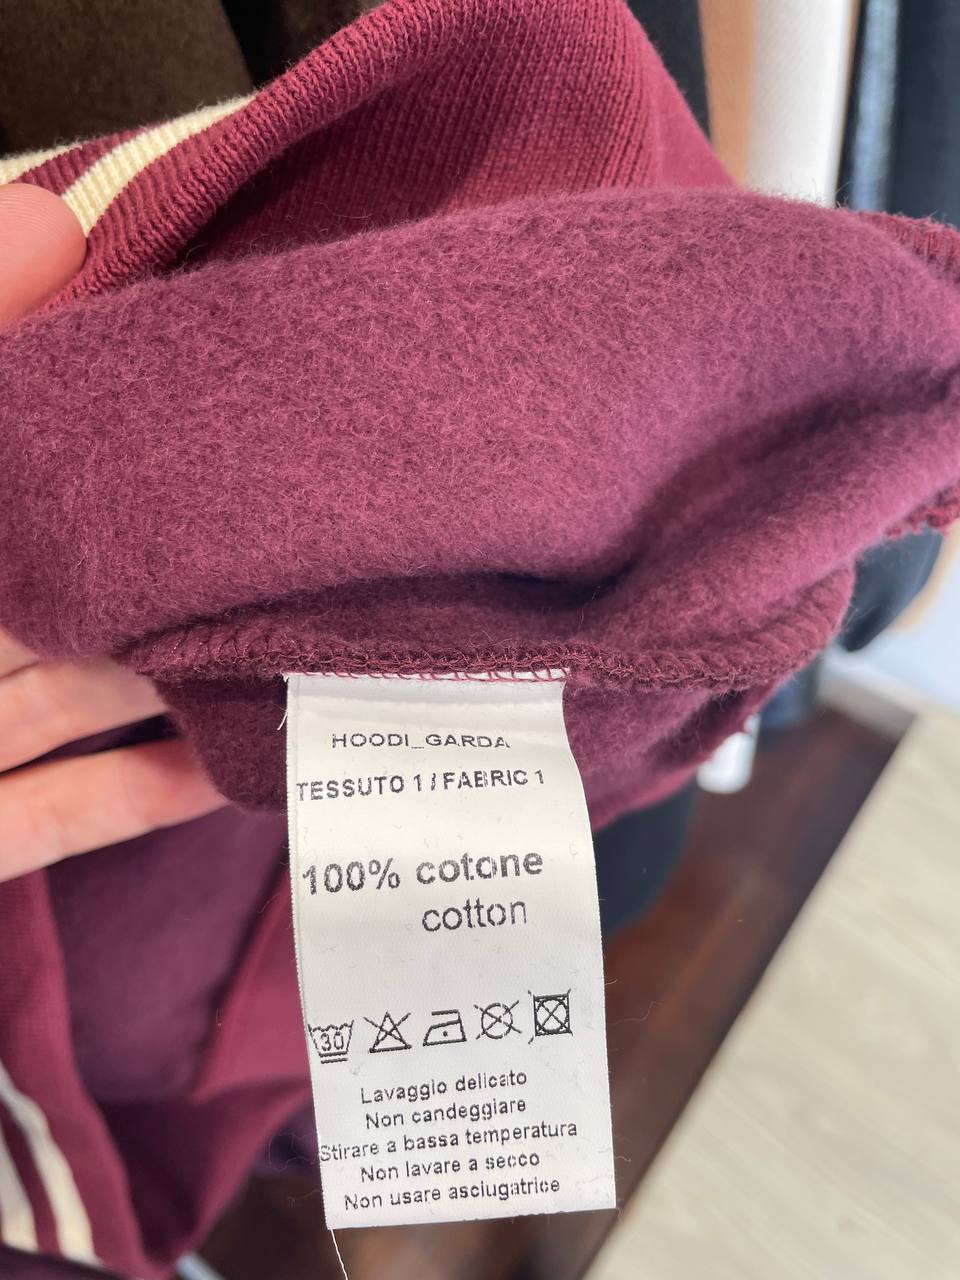 HOODI_GARDA
TESSUTO 1 / FABRIC 1
100% cotone
cotton
30
Lavaggio delicato
Non candeggiare
Stirare a bassa temperatura
Non lavare a secco
Non usare asciugatrice